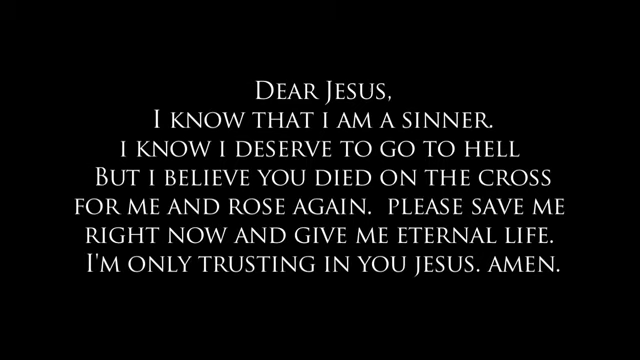 Dear Jesus,
I know that i am a sinner.
i know i deserve to go to hell
But i believe you died on the cross
for me and rose again.  please save me
right now and give me eternal life.
I'm only trusting in you Jesus. amen.